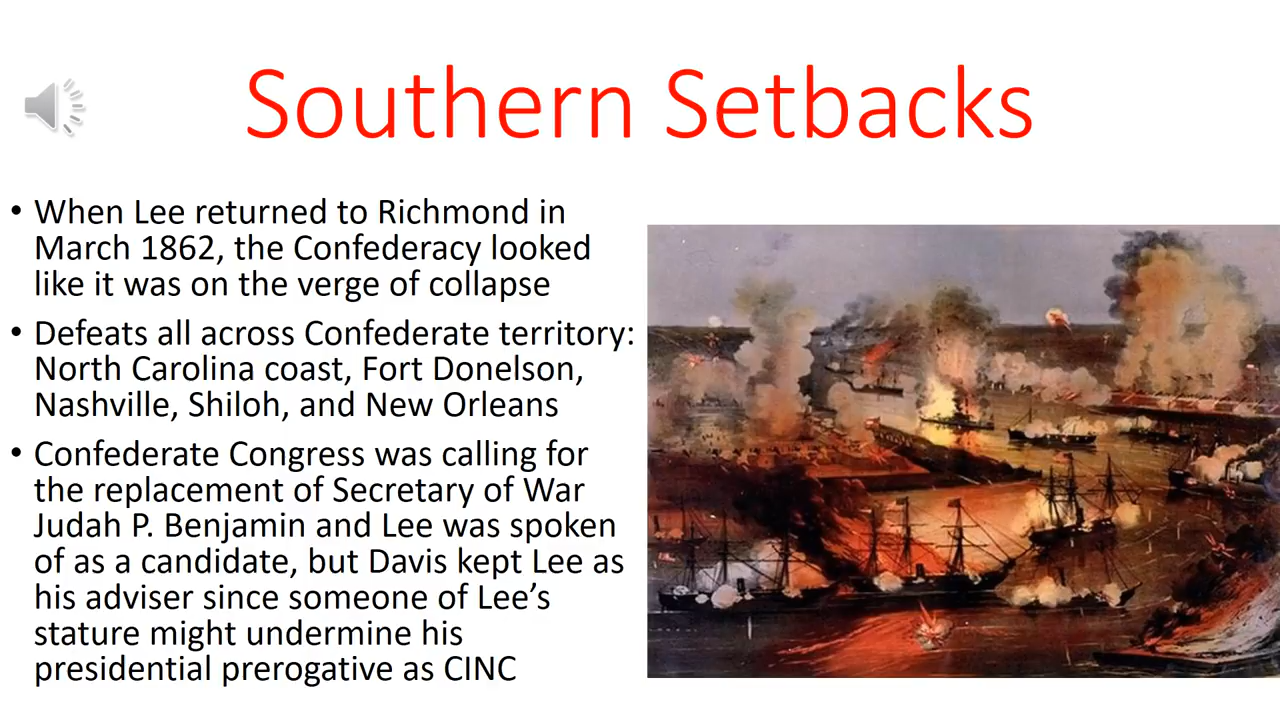 Southern Setbacks
• When Lee returned to Richmond in
March 1862, the Confederacy looked
like it was on the verge of collapse
• Defeats all across Confederate territory:
North Carolina coast, Fort Donelson,
Nashville, Shiloh, and New Orleans
• Confederate Congress was calling for
the replacement of Secretary of War
Judah P. Benjamin and Lee was spoken
of as a candidate, but Davis kept Lee as
his adviser since someone of Lee’s
stature might undermine his
presidential prerogative as CINC